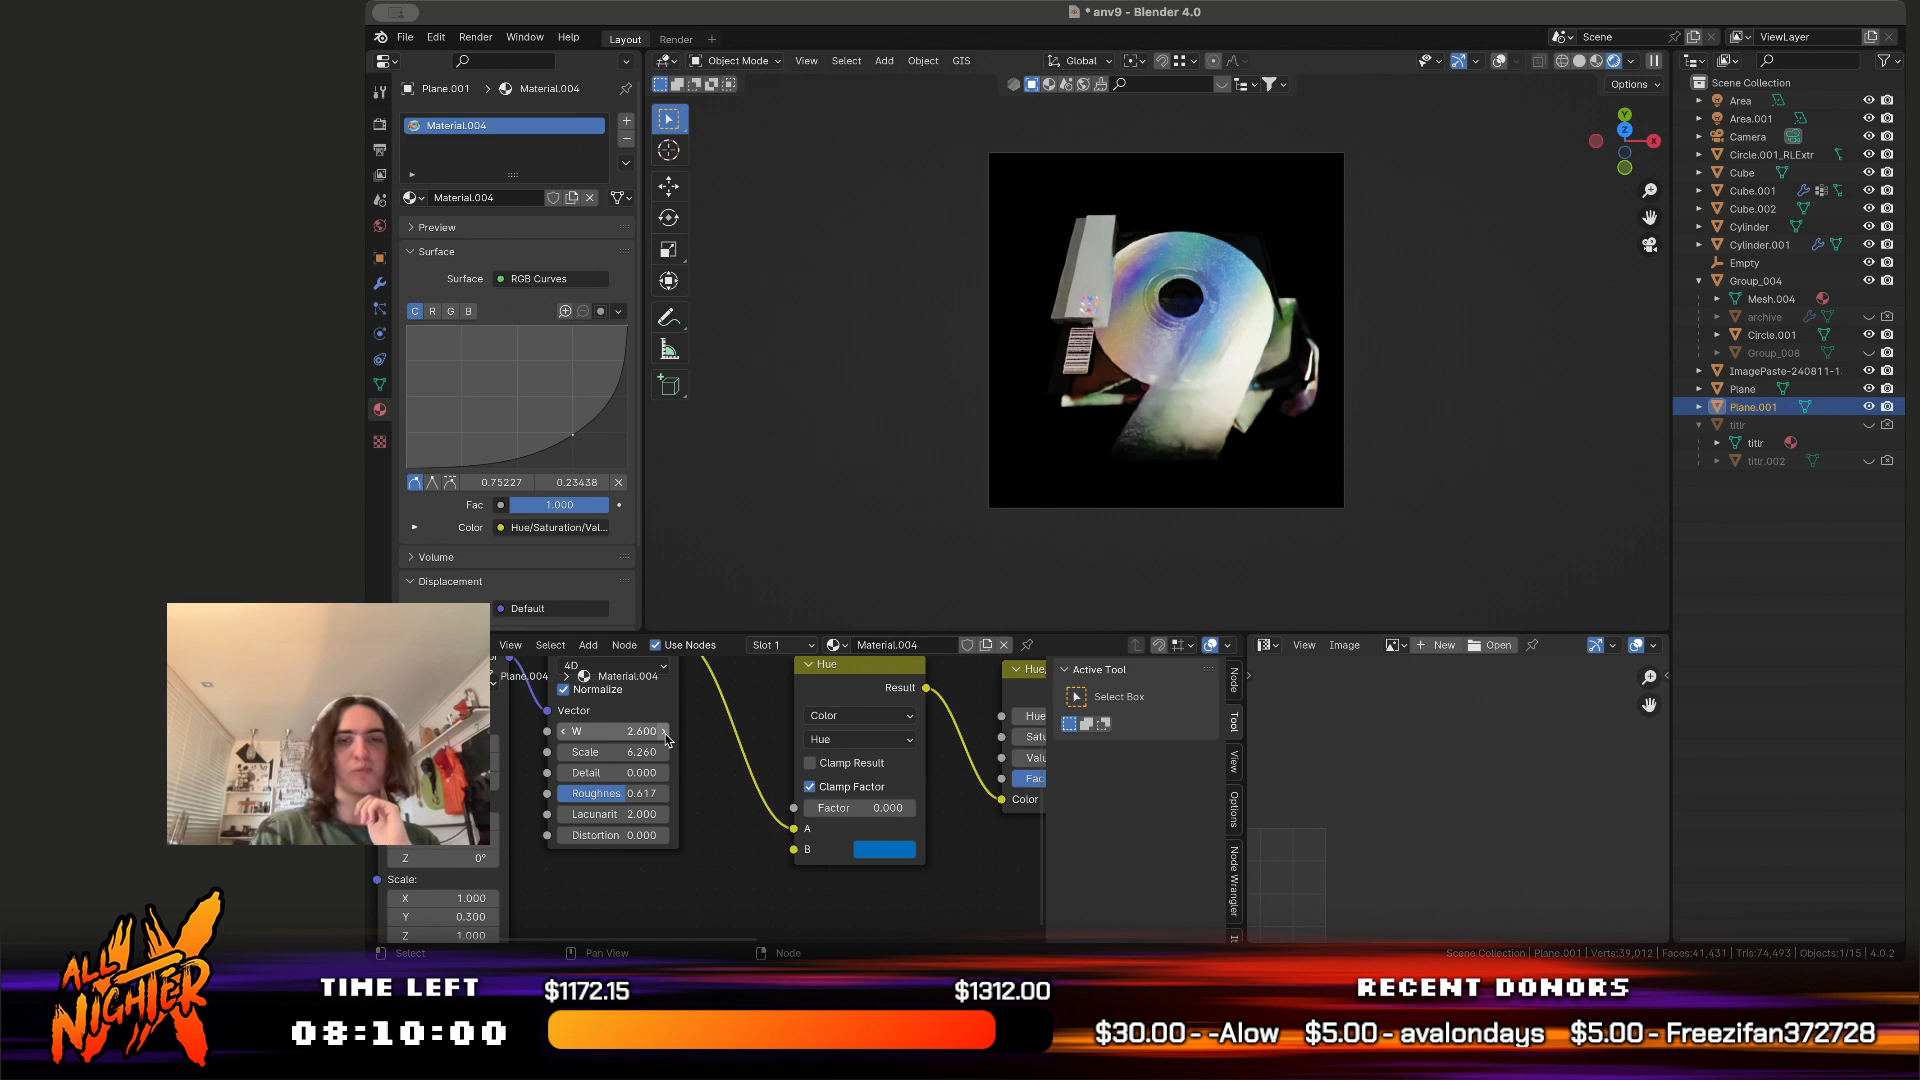 * anv9 - Blender 4.0
File Edit Render Window Help Layout Render + Scene ViewLayer
Object Mode View Select Add Object GIS Global
Options
Plane.001 > Material.004
Material.004
Material.004
Preview
Surface
Surface RGB Curves
C R G B
0.75227 0.23438
Fac 1.000
Color Hue/Saturation/Val...
Volume
Displacement
Default
Y
Z
X
Scene Collection
Area
Area.001
Camera
Circle.001_RLExtr
Cube
Cube.001
Cube.002
Cylinder
Cylinder.001
Empty
Group_004
Mesh.004
archive
Circle.001
Group_008
ImagePaste-240811-1
Plane
Plane.001
titlr
titlr
titlr.002
View Select Add Node Use Nodes Slot 1 Material.004
View Image New Open
4D
Plane.004 > Material.004
Normalize
Vector
W 2.600
Scale 6.260
Detail 0.000
Roughnes 0.617
Lacunarit 2.000
Distortion 0.000
Z 0°
Scale:
X 1.000
Y 0.300
Z 1.000
Hue
Result
Color
Hue
Clamp Result
Clamp Factor
Factor 0.000
A
B
Hue
Hue
Satu
Valu
Fac
Color
Active Tool
Select Box
Node
Tool
View
Options
Node Wrangler
Select Pan View Node
Scene Collection | Plane.001 | Verts:39,012 | Faces:41,431 | Tris:74,493 | Objects:1/15 | 4.0.2
ALL NIGHTER
TIME LEFT
08:10:00
$1172.15 $1312.00
RECENT DONORS
$30.00 - -Alow $5.00 - avalondays $5.00 - Freezifan372728